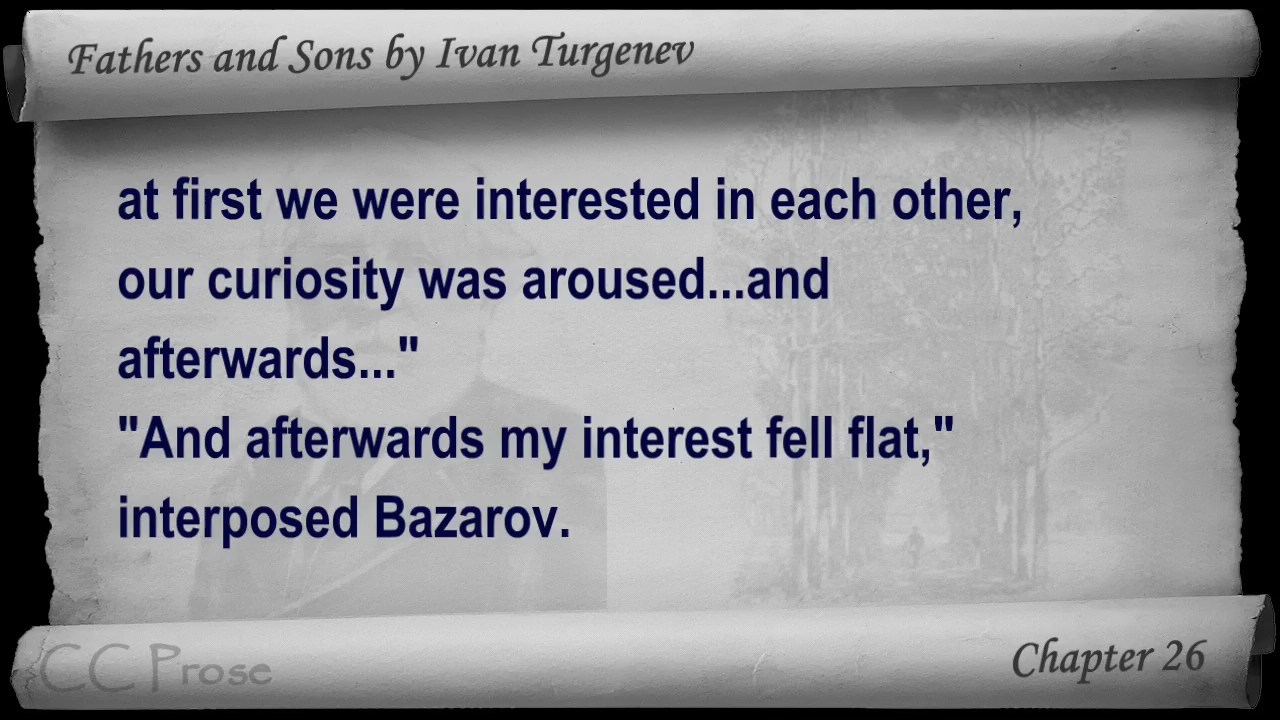 Fathers and Sons by Ivan Turgenev
at first we were interested in each other,
our curiosity was aroused...and
afterwards..."
"And afterwards my interest fell flat,"
interposed Bazarov.
CC Prose
Chapter 26